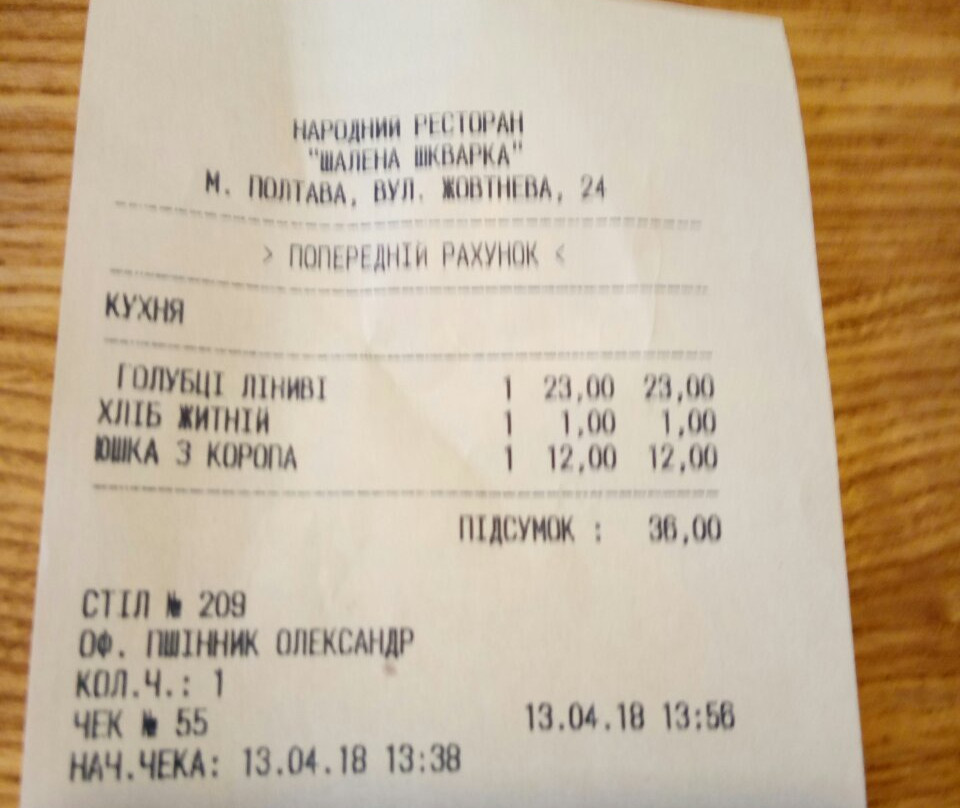 НАРОДНИЙ РЕСТОРАН
"ШАЛЕНА ШКВАРКА"
М. ПОЛТАВА, ВУЛ. ЖОВТНЕВА, 24
> ПОПЕРЕДНІЙ РАХУНОК <
КУХНЯ
ГОЛУБЦІ ЛІНИВІ 1 23,00 23,00
ХЛІБ ЖИТНІЙ 1 1,00 1,00
ЮШКА З КОРОПА 1 12,00 12,00
ПІДСУМОК : 36,00
СТІЛ № 209
ОФ. ПШІННИК ОЛЕКСАНДР
КОЛ.Ч.: 1
ЧЕК № 55 13.04.18 13:56
НАЧ.ЧЕКА: 13.04.18 13:38